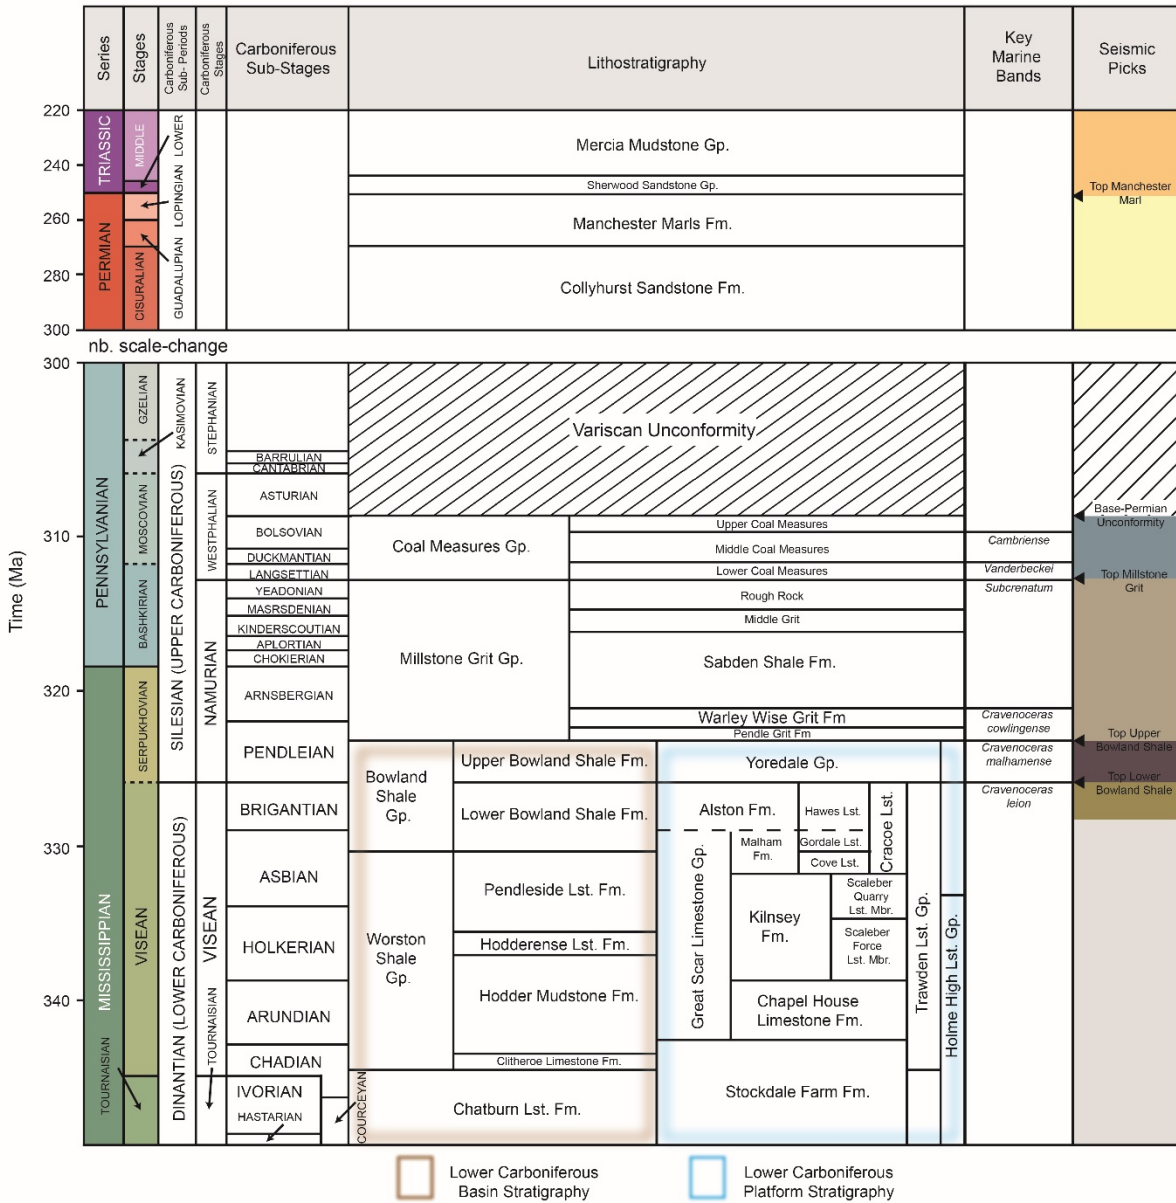 Series
Stages
Carboniferous
Sub- Periods
Carboniferous
Stages
Carboniferous
Sub-Stages
Lithostratigraphy
Key
Marine
Bands
Seismic
Picks
220
240
260
280
300
TRIASSIC
PERMIAN
MIDDLE
CISURALIAN
LOWER
LOPINGIAN
GUADALUPIAN
Mercia Mudstone Gp.
Sherwood Sandstone Gp.
Manchester Marls Fm.
Collyhurst Sandstone Fm.
Top Manchester
Marl
nb. scale-change
Time (Ma)
300
310
320
330
340
PENNSYLVANIAN
MISSISSIPPIAN
TOURNAISIAN
GZELIAN
MOSCOVIAN
BASHKIRIAN
SERPUKHOVIAN
VISEAN
KASIMOVIAN
SILESIAN (UPPER CARBONIFEROUS)
DINANTIAN (LOWER CARBONIFEROUS)
STEPHANIAN
WESTPHALIAN
NAMURIAN
VISEAN
TOURNAISIAN
BARRULIAN
CANTABRIAN
ASTURIAN
BOLSOVIAN
DUCKMANTIAN
LANGSETTIAN
YEADONIAN
MASRSDENIAN
KINDERSCOUTIAN
APLORTIAN
CHOKIERIAN
ARNSBERGIAN
PENDLEIAN
BRIGANTIAN
ASBIAN
HOLKERIAN
ARUNDIAN
CHADIAN
IVORIAN
HASTARIAN
COURCEYAN
Variscan Unconformity
Coal Measures Gp.
Upper Coal Measures
Middle Coal Measures
Lower Coal Measures
Millstone Grit Gp.
Rough Rock
Middle Grit
Sabden Shale Fm.
Warley Wise Grit Fm
Pendle Grit Fm
Bowland
Shale
Gp.
Upper Bowland Shale Fm.
Lower Bowland Shale Fm.
Worston
Shale
Gp.
Pendleside Lst. Fm.
Hodderense Lst. Fm.
Hodder Mudstone Fm.
Clitheroe Limestone Fm.
Chatburn Lst. Fm.
Yoredale Gp.
Alston Fm.
Hawes Lst.
Gordale Lst.
Cove Lst.
Cracoe Lst.
Malham
Fm.
Great Scar Limestone Gp.
Kilnsey
Fm.
Scaleber
Quarry
Lst. Mbr.
Scaleber
Force
Lst. Mbr.
Chapel House
Limestone Fm.
Stockdale Farm Fm.
Trawden Lst. Gp.
Holme High Lst. Gp.
Cambriense
Vanderbeckei
Subcrenatum
Cravenoceras
cowlingense
Cravenoceras
malhamense
Cravenoceras
leion
Base-Permian
Unconformity
Top Millstone
Grit
Top Upper
Bowland Shale
Top Lower
Bowland Shale
Lower Carboniferous
Basin Stratigraphy
Lower Carboniferous
Platform Stratigraphy